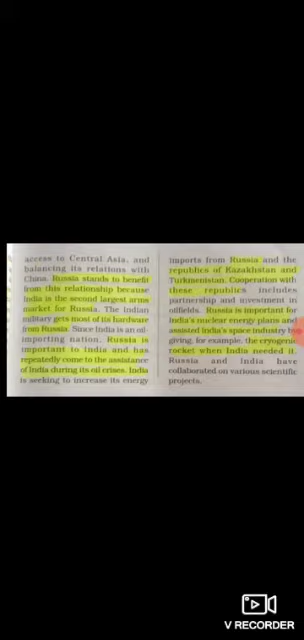 access to Central Asia, and
balancing its relations with
China. Russia stands to benefit
from this relationship because
India is the second largest arms
market for Russia. The Indian
military gets most of its hardware
from Russia. Since India is an oil-
importing nation, Russia is
important to India and has
repeatedly come to the assistance
of India during its oil crises. India
is seeking to increase its energy
imports from Russia and the
republics of Kazakhstan and
Turkmenistan. Cooperation with
these republics includes
partnership and investment in
oilfields. Russia is important for
India's nuclear energy plans and
assisted India's space industry by
giving, for example, the cryogenic
rocket when India needed it.
Russia and India have
collaborated on various scientific
projects.
V RECORDER